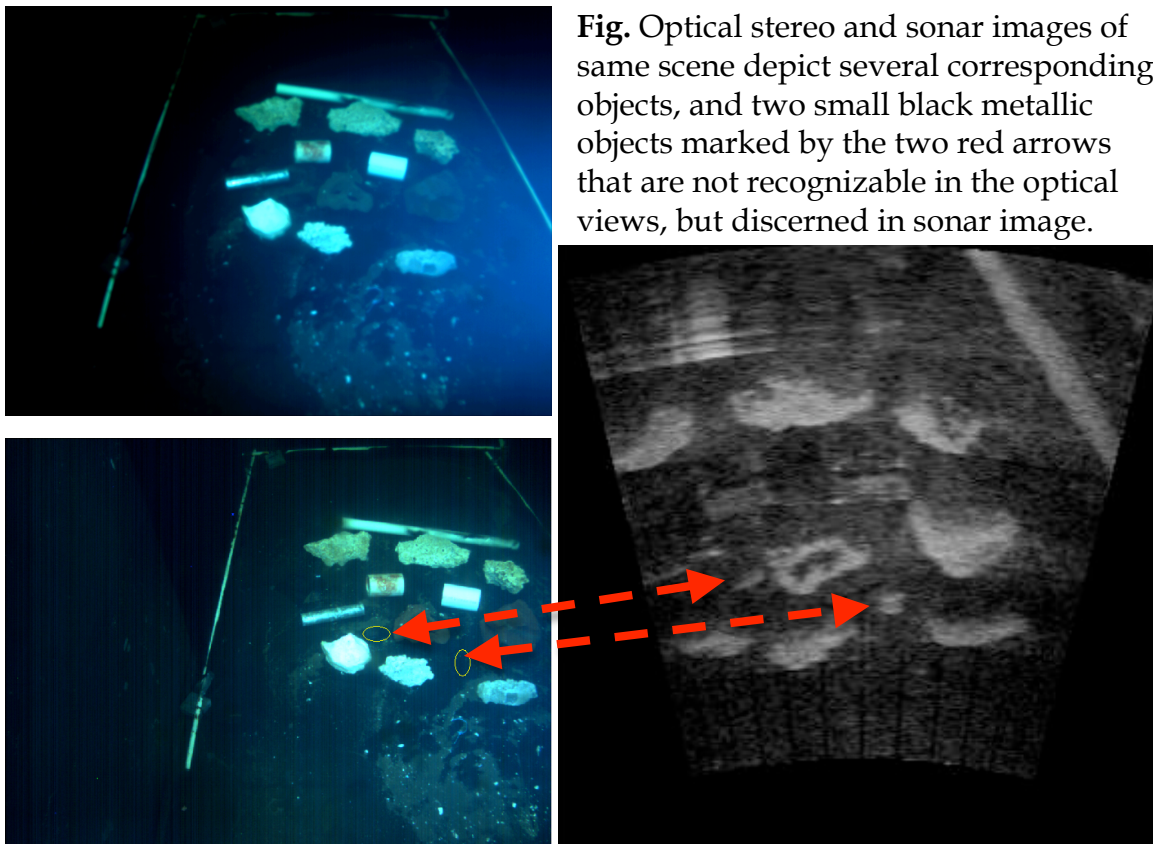 Fig. Optical stereo and sonar images of
same scene depict several corresponding
objects, and two small black metallic
objects marked by the two red arrows
that are not recognizable in the optical
views, but discerned in sonar image.